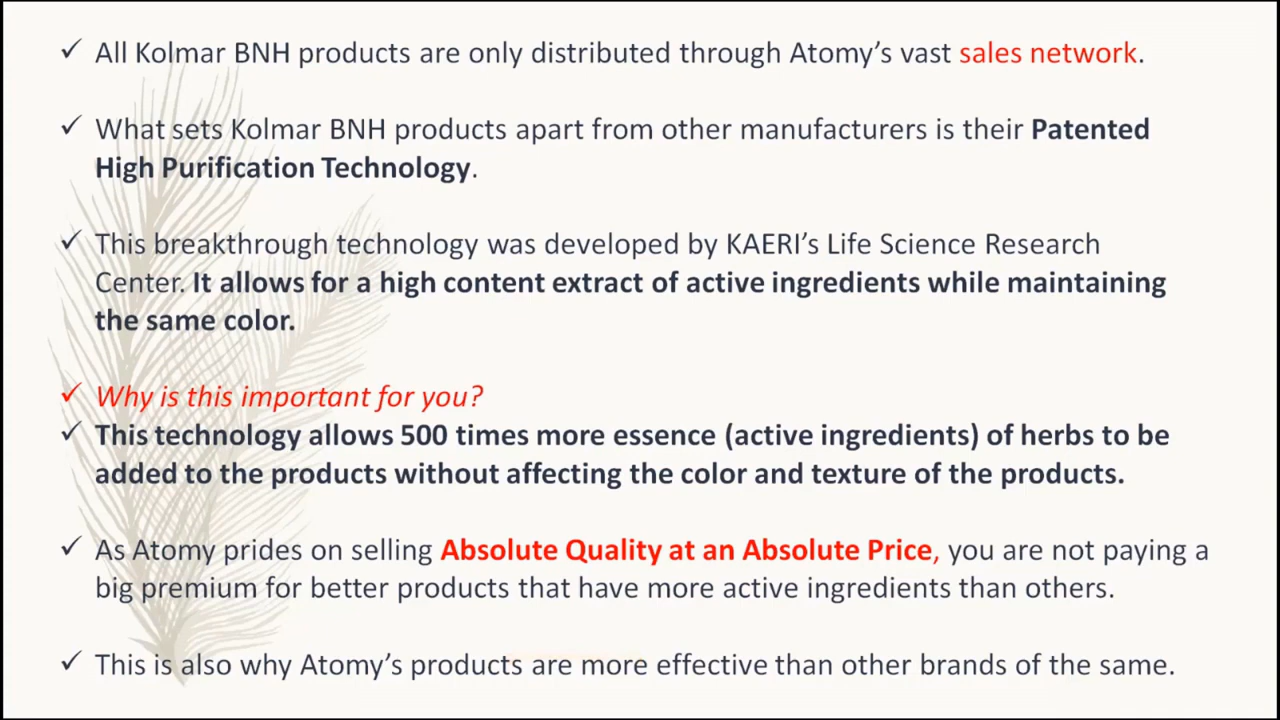 ✓ All Kolmar BNH products are only distributed through Atomy’s vast sales network.
✓ What sets Kolmar BNH products apart from other manufacturers is their Patented
High Purification Technology.
✓ This breakthrough technology was developed by KAERI’s Life Science Research
Center. It allows for a high content extract of active ingredients while maintaining
the same color.
✓ Why is this important for you?
✓ This technology allows 500 times more essence (active ingredients) of herbs to be
added to the products without affecting the color and texture of the products.
✓ As Atomy prides on selling Absolute Quality at an Absolute Price, you are not paying a
big premium for better products that have more active ingredients than others.
✓ This is also why Atomy’s products are more effective than other brands of the same.